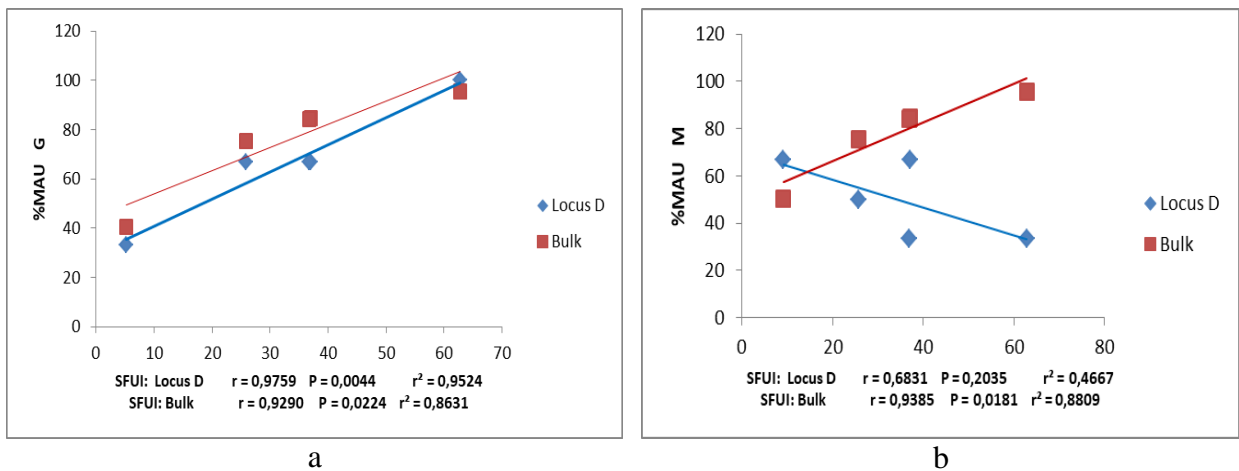 120
100
80
60
40
20
0
%MAU G
0 10 20 30 40 50 60 70
Locus D
Bulk
SFUI: Locus D r = 0,9759 P = 0,0044 r² = 0,9524
SFUI: Bulk r = 0,9290 P = 0,0224 r² = 0,8631
a
120
100
80
60
40
20
0
%MAU M
0 20 40 60 80
Locus D
Bulk
SFUI: Locus D r = 0,6831 P = 0,2035 r² = 0,4667
SFUI: Bulk r = 0,9385 P = 0,0181 r² = 0,8809
b